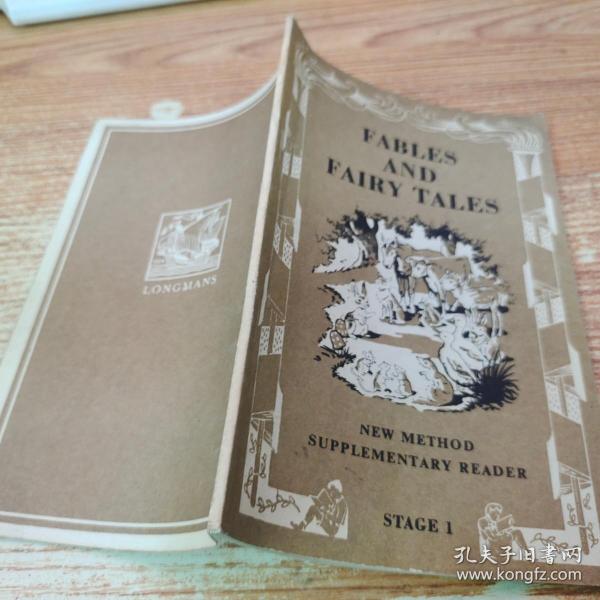 FABLES
AND
FAIRY TALES
NEW METHOD
SUPPLEMENTARY READER
STAGE 1
LONGMANS
孔夫子旧书网
www.kongfz.com